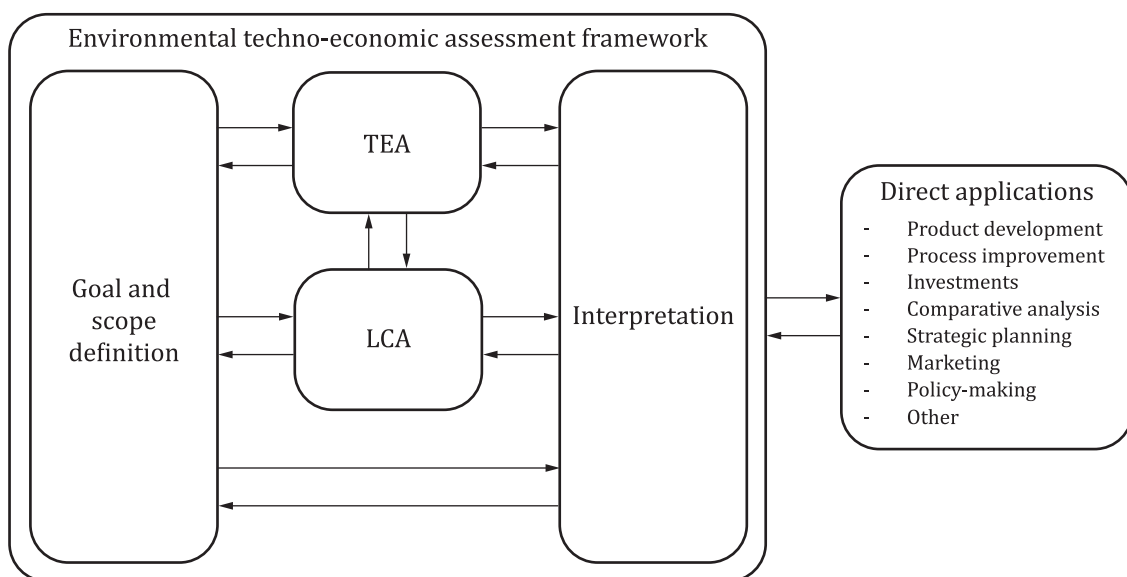 Environmental techno-economic assessment framework
Goal and
scope
definition
TEA
LCA
Interpretation
Direct applications
- Product development
- Process improvement
- Investments
- Comparative analysis
- Strategic planning
- Marketing
- Policy-making
- Other